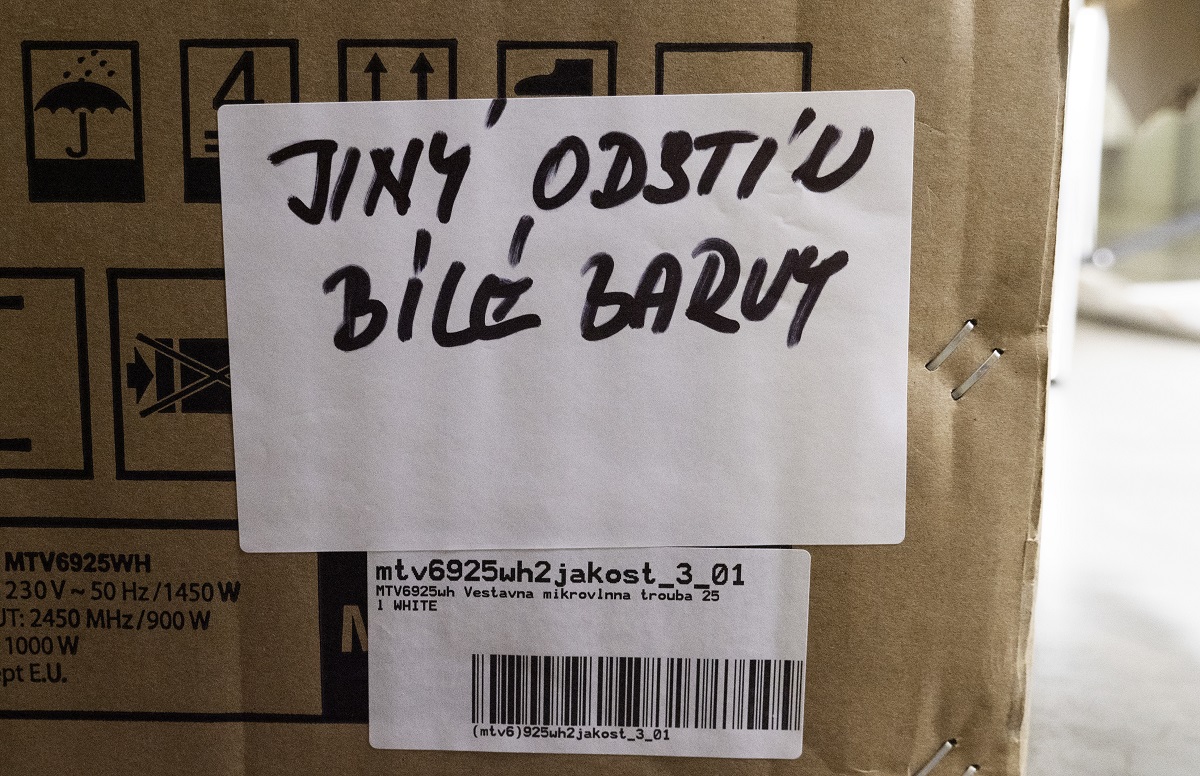 4
JINÝ ODSTÍN
BÍLÉ BARVY
MTV6925WH
230 V ~ 50 Hz/1450 W
UT: 2450 MHz/900 W
1000 W
ept E.U.
M
mtv6925wh2jakost_3_01
MTV6925wh Vestavna mikrovlnna trouba 25
l WHITE
(mtv6)925wh2jakost_3_01